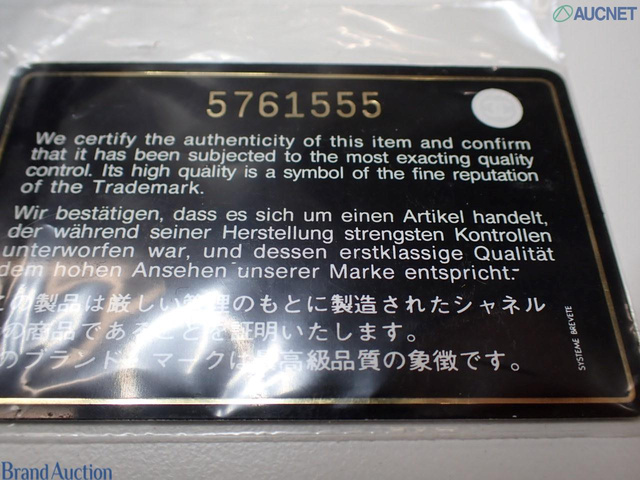 AUCNET
5761555
We certify the authenticity of this item and confirm
that it has been subjected to the most exacting quality
control. Its high quality is a symbol of the fine reputation
of the Trademark.
Wir bestätigen, dass es sich um einen Artikel handelt,
der während seiner Herstellung strengsten Kontrollen
unterworfen war, und dessen erstklassige Qualität
dem hohen Ansehen unserer Marke entspricht.
この製品は厳しい管理のもとに製造されたシャネル
の商品であることを証明いたします。
のブランド マークは 高級品質の象徴です。
SYSTEME BREVETE
Brand Auction